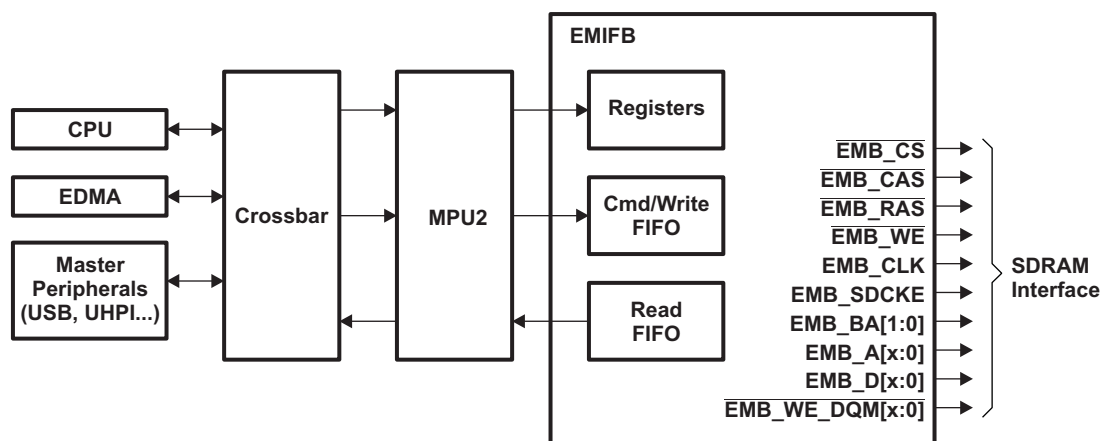 EMIFB
Registers
CPU
EMB_CS
EMB_CAS
EDMA
Cmd/Write
FIFO
Crossbar
MPU2
EMB_RAS
EMB_WE
Master
Peripherals
(USB, UHPI...)
EMB_CLK
SDRAM
Interface
EMB_SDCKE
Read
FIFO
EMB_BA[1:0]
EMB_A[x:0]
EMB_D[x:0]
EMB_WE_DQM[x:0]